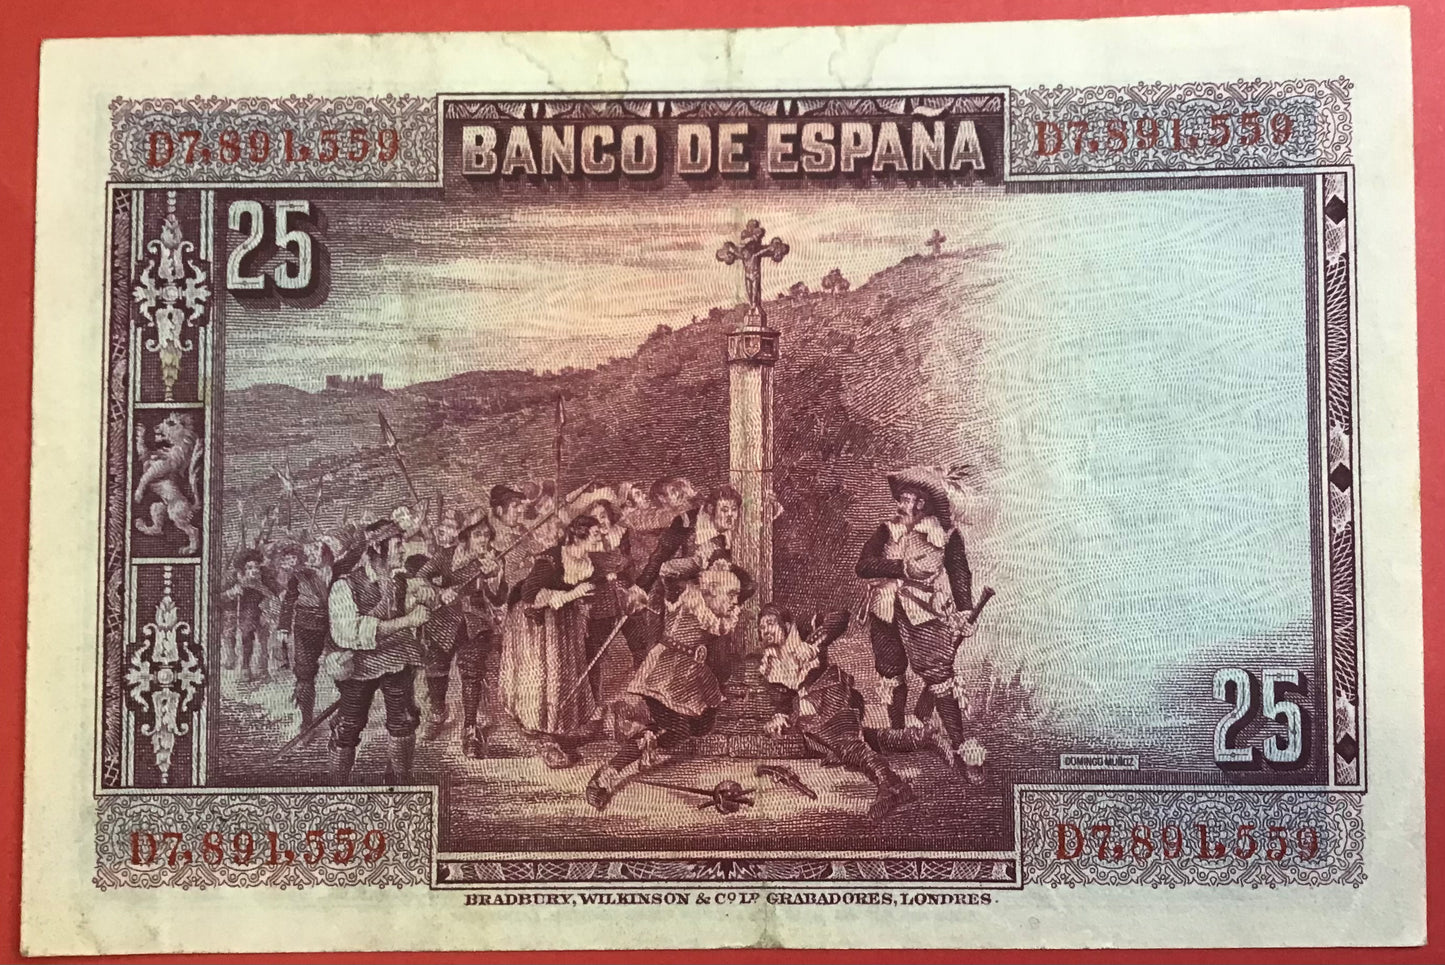 BANCO DE ESPAÑA
D7,891,559 D7,891,559
25
25
DOMINGO MUÑOZ
D7,891,559 D7,891,559
BRADBURY, WILKINSON & Cº Lᴰ GRABADORES, LONDRES.